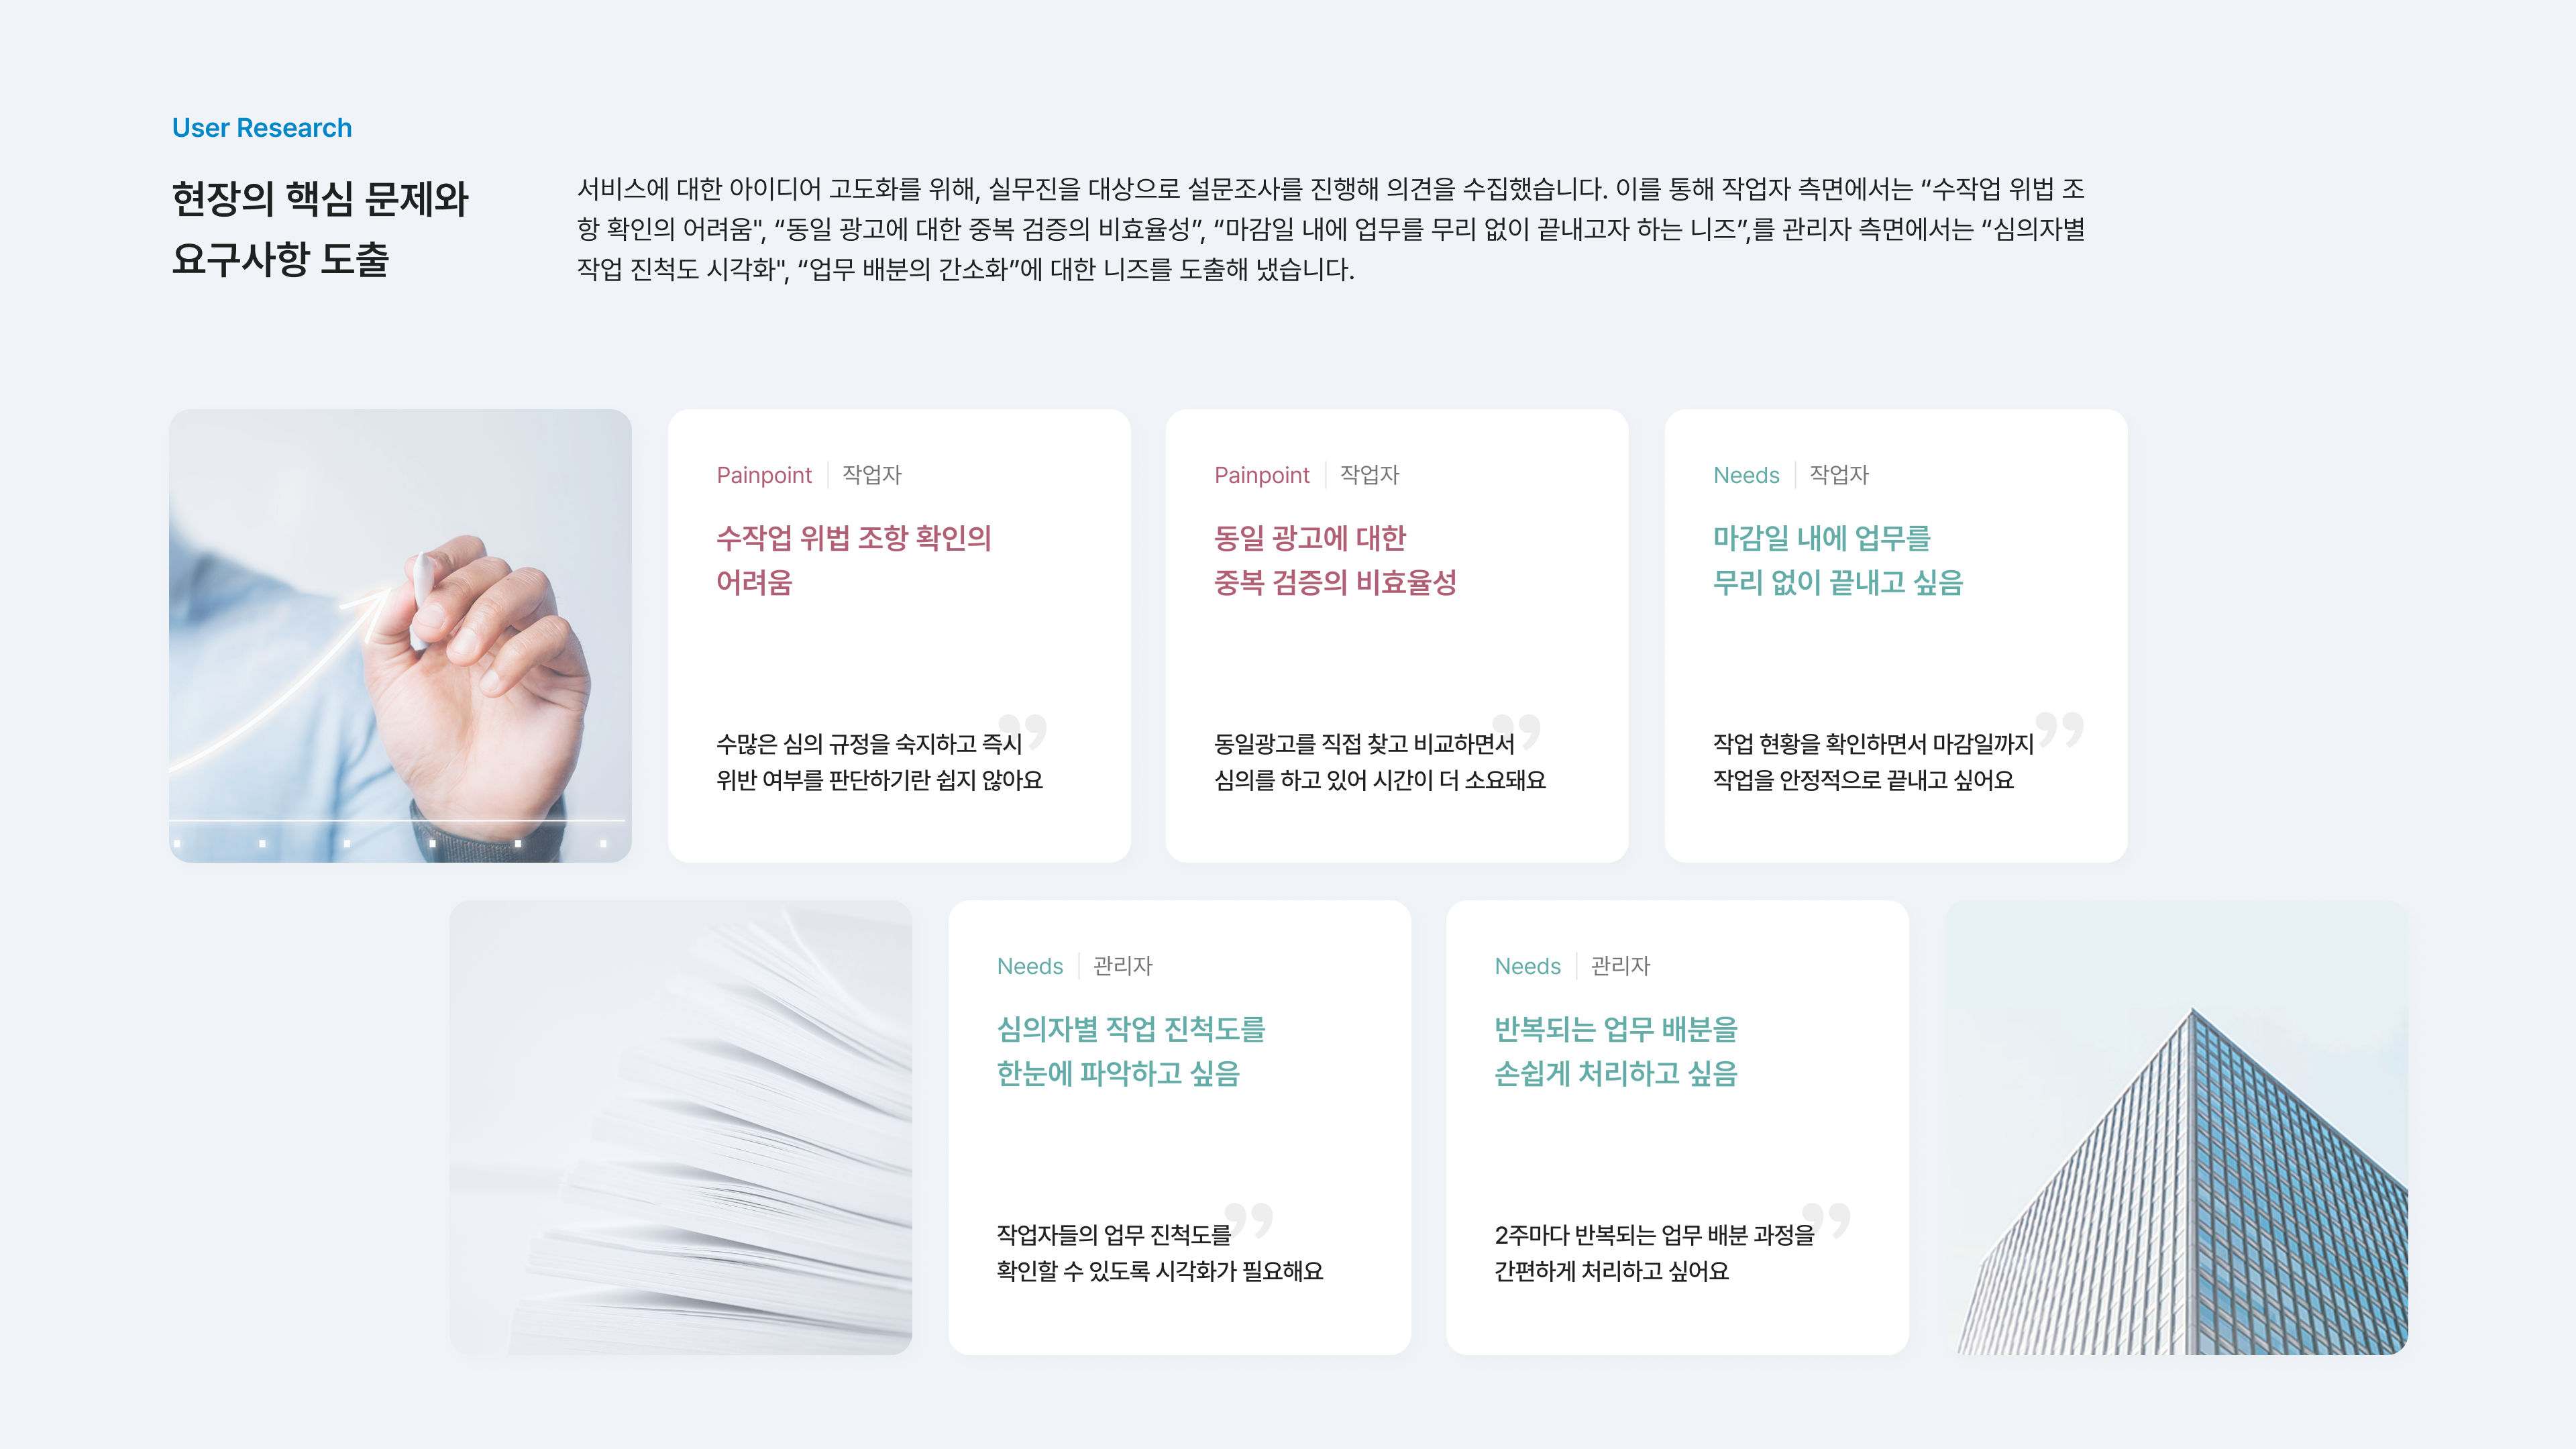 User Research
현장의 핵심 문제와
요구사항 도출
서비스에 대한 아이디어 고도화를 위해, 실무진을 대상으로 설문조사를 진행해 의견을 수집했습니다. 이를 통해 작업자 측면에서는 “수작업 위법 조
항 확인의 어려움", “동일 광고에 대한 중복 검증의 비효율성”, “마감일 내에 업무를 무리 없이 끝내고자 하는 니즈”,를 관리자 측면에서는 “심의자별
작업 진척도 시각화", “업무 배분의 간소화”에 대한 니즈를 도출해 냈습니다.
Painpoint 작업자
수작업 위법 조항 확인의
어려움
수많은 심의 규정을 숙지하고 즉시
위반 여부를 판단하기란 쉽지 않아요
Painpoint 작업자
동일 광고에 대한
중복 검증의 비효율성
동일광고를 직접 찾고 비교하면서
심의를 하고 있어 시간이 더 소요돼요
Needs 작업자
마감일 내에 업무를
무리 없이 끝내고 싶음
작업 현황을 확인하면서 마감일까지
작업을 안정적으로 끝내고 싶어요
Needs 관리자
심의자별 작업 진척도를
한눈에 파악하고 싶음
작업자들의 업무 진척도를
확인할 수 있도록 시각화가 필요해요
Needs 관리자
반복되는 업무 배분을
손쉽게 처리하고 싶음
2주마다 반복되는 업무 배분 과정을
간편하게 처리하고 싶어요